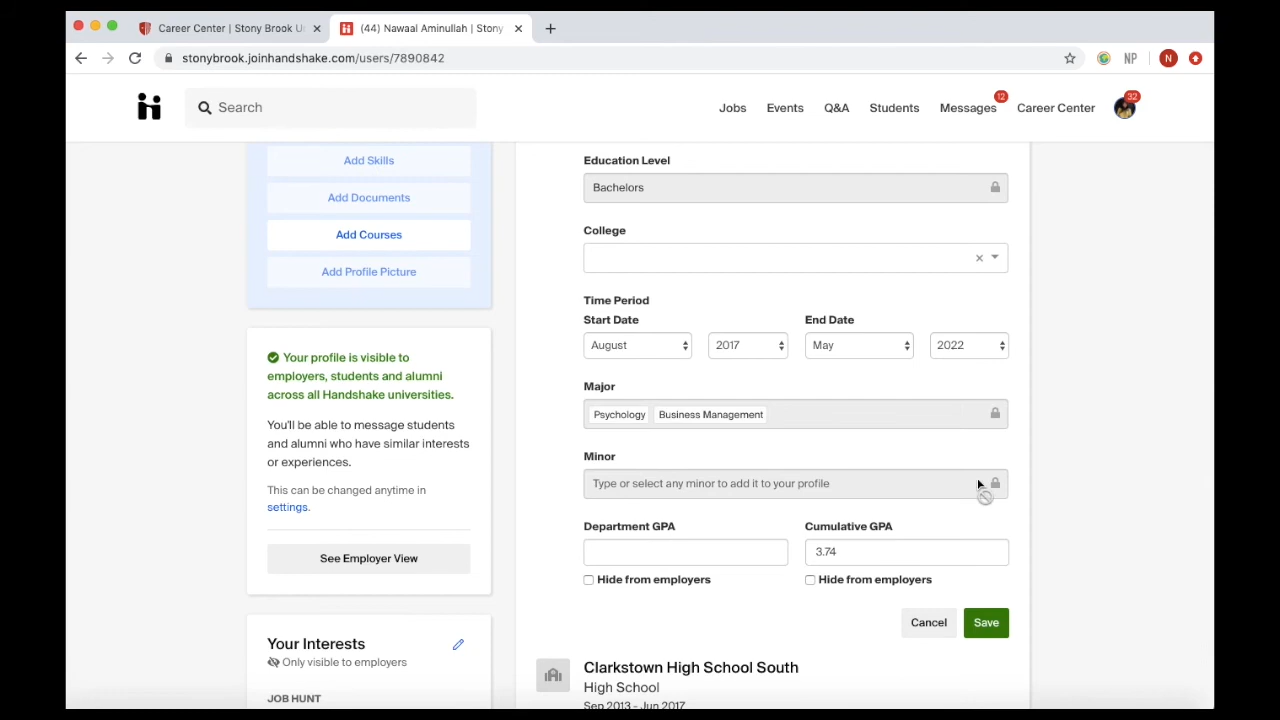 Career Center | Stony Brook U
(44) Nawaal Aminullah | Stony
stonybrook.joinhandshake.com/users/7890842
NP
N
Search
Jobs
Events
Q&A
Students
Messages
12
Career Center
32
Add Skills
Add Documents
Add Courses
Add Profile Picture
Your profile is visible to
employers, students and alumni
across all Handshake universities.
You'll be able to message students
and alumni who have similar interests
or experiences.
This can be changed anytime in
settings.
See Employer View
Your Interests
Only visible to employers
JOB HUNT
Education Level
Bachelors
College
Time Period
Start Date
End Date
August
2017
May
2022
Major
Psychology
Business Management
Minor
Type or select any minor to add it to your profile
Department GPA
Cumulative GPA
3.74
Hide from employers
Hide from employers
Cancel
Save
Clarkstown High School South
High School
Sep 2013 - Jun 2017